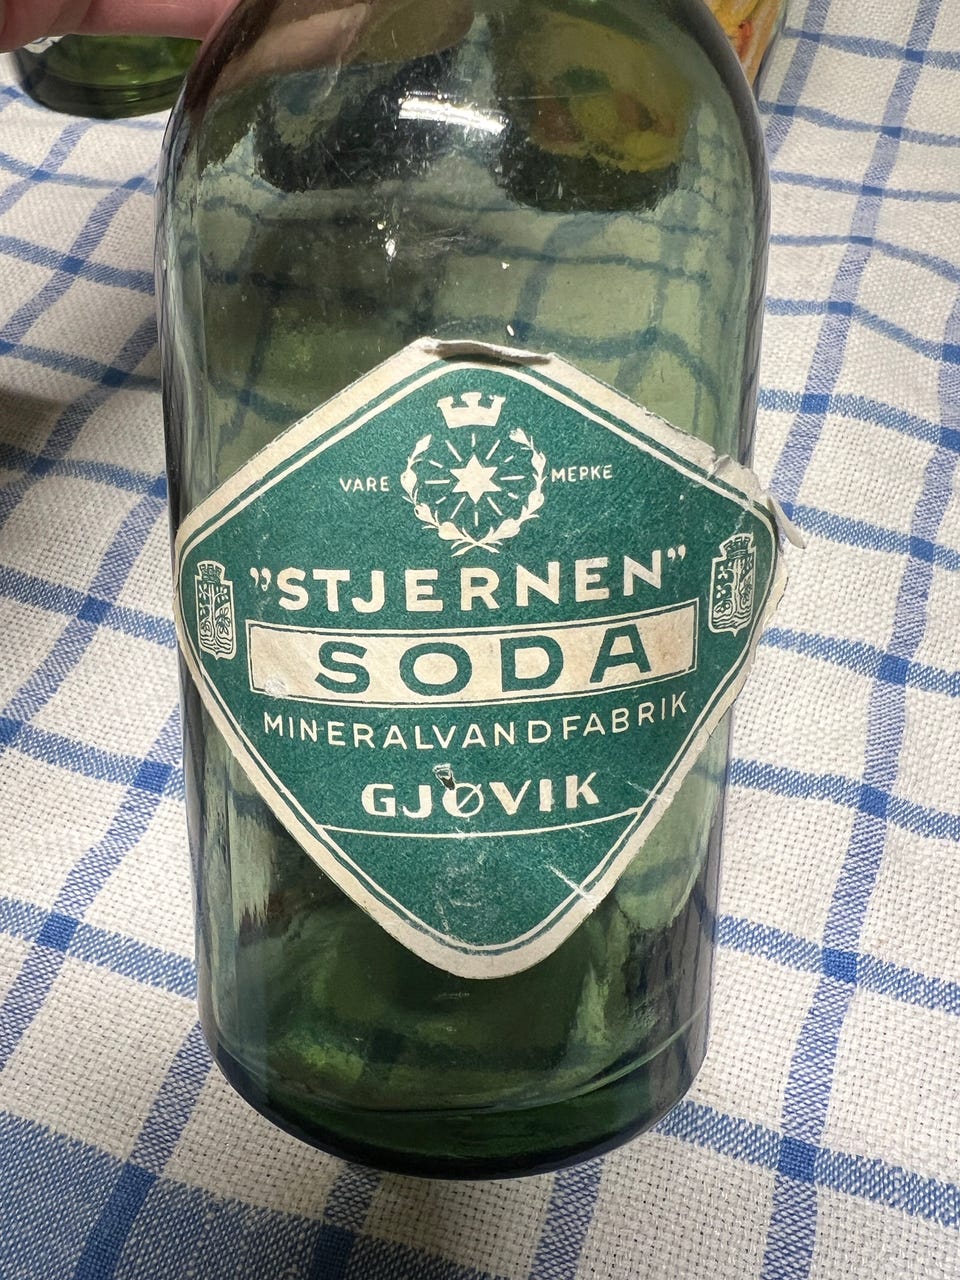 VARE MERKE
”STJERNEN”
SODA
MINERALVANDFABRIK
GJØVIK